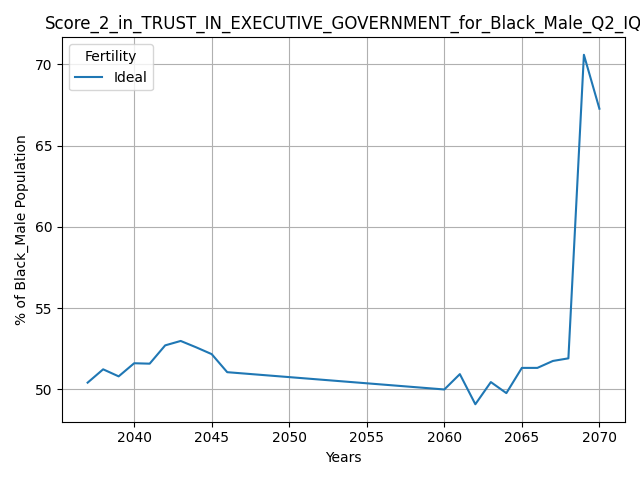 Score_2_in_TRUST_IN_EXECUTIVE_GOVERNMENT_for_Black_Male_Q2_IQ
Fertility
Ideal
70
65
60
55
50
% of Black_Male Population
2040 2045 2050 2055 2060 2065 2070
Years